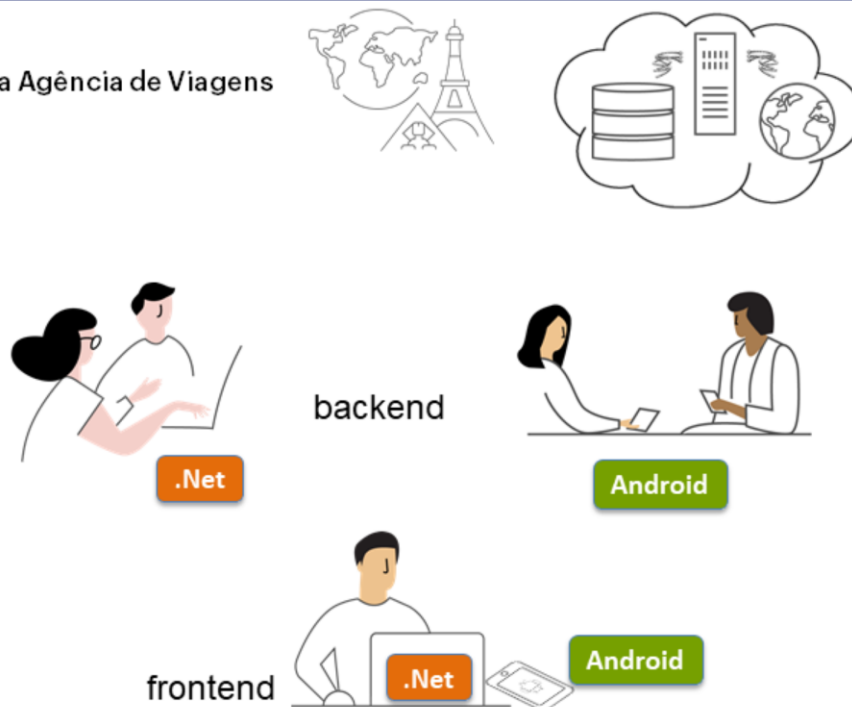 a Agência de Viagens
backend
.Net
Android
Android
.Net
frontend